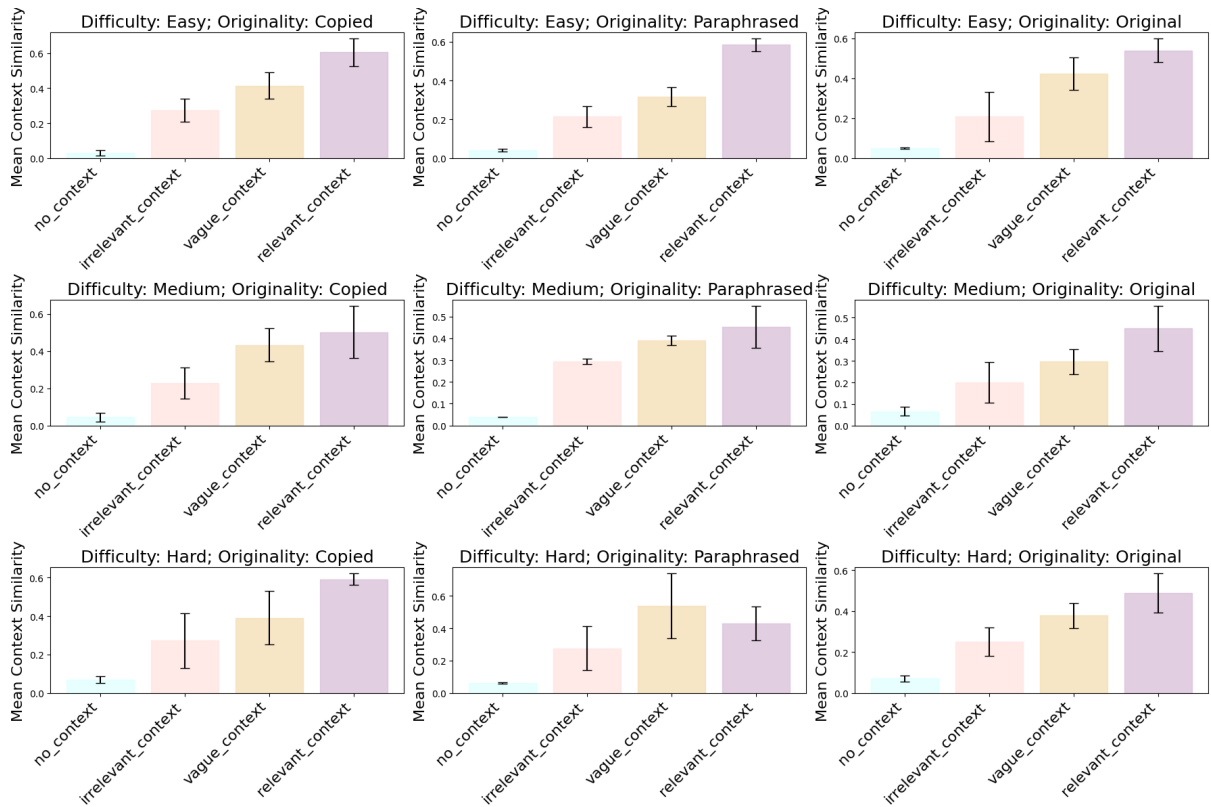 Difficulty: Easy; Originality: Copied
Mean Context Similarity
0.6
0.4
0.2
0.0
no_context
irrelevant_context
vague_context
relevant_context
Difficulty: Easy; Originality: Paraphrased
Mean Context Similarity
0.6
0.4
0.2
0.0
no_context
irrelevant_context
vague_context
relevant_context
Difficulty: Easy; Originality: Original
Mean Context Similarity
0.6
0.4
0.2
0.0
no_context
irrelevant_context
vague_context
relevant_context
Difficulty: Medium; Originality: Copied
Mean Context Similarity
0.6
0.4
0.2
0.0
no_context
irrelevant_context
vague_context
relevant_context
Difficulty: Medium; Originality: Paraphrased
Mean Context Similarity
0.5
0.4
0.3
0.2
0.1
0.0
no_context
irrelevant_context
vague_context
relevant_context
Difficulty: Medium; Originality: Original
Mean Context Similarity
0.5
0.4
0.3
0.2
0.1
0.0
no_context
irrelevant_context
vague_context
relevant_context
Difficulty: Hard; Originality: Copied
Mean Context Similarity
0.6
0.4
0.2
0.0
no_context
irrelevant_context
vague_context
relevant_context
Difficulty: Hard; Originality: Paraphrased
Mean Context Similarity
0.6
0.4
0.2
0.0
no_context
irrelevant_context
vague_context
relevant_context
Difficulty: Hard; Originality: Original
Mean Context Similarity
0.6
0.4
0.2
0.0
no_context
irrelevant_context
vague_context
relevant_context